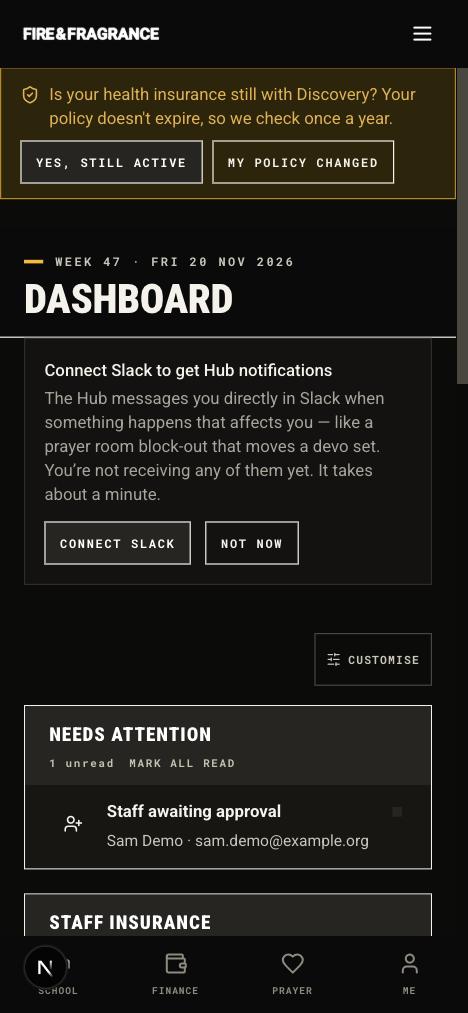 FIRE&FRAGRANCE
Is your health insurance still with Discovery? Your
policy doesn't expire, so we check once a year.
YES, STILL ACTIVE
MY POLICY CHANGED
WEEK 47 · FRI 20 NOV 2026
DASHBOARD
Connect Slack to get Hub notifications
The Hub messages you directly in Slack when
something happens that affects you — like a
prayer room block-out that moves a devo set.
You’re not receiving any of them yet. It takes
about a minute.
CONNECT SLACK
NOT NOW
CUSTOMISE
NEEDS ATTENTION
1 unread MARK ALL READ
Staff awaiting approval
Sam Demo · sam.demo@example.org
STAFF INSURANCE
N
SCHOOL
FINANCE
PRAYER
ME